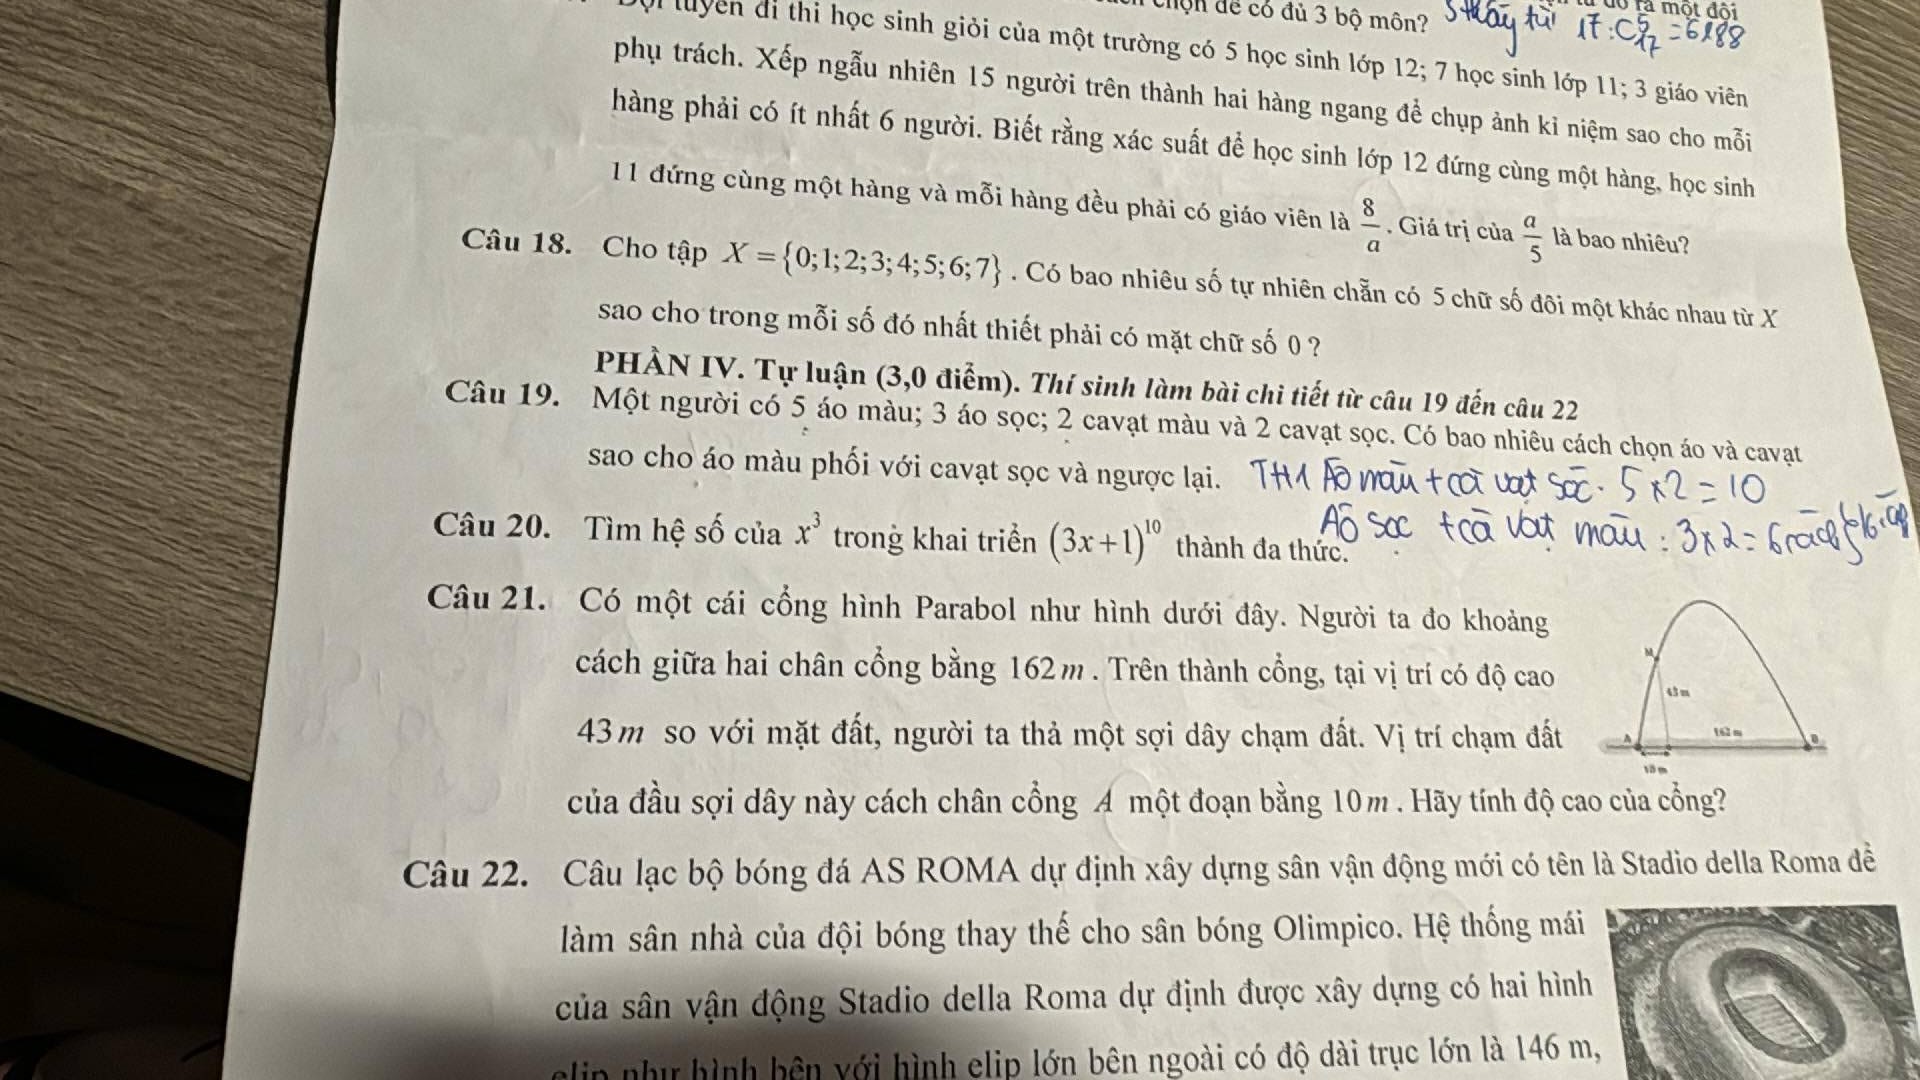 chọn để có đủ 3 bộ môn? 5 thầy từ 17: C⁵₁₇ = 6188
ra một đội
Đội tuyển đi thi học sinh giỏi của một trường có 5 học sinh lớp 12; 7 học sinh lớp 11; 3 giáo viên
phụ trách. Xếp ngẫu nhiên 15 người trên thành hai hàng ngang để chụp ảnh kỉ niệm sao cho mỗi
hàng phải có ít nhất 6 người. Biết rằng xác suất để học sinh lớp 12 đứng cùng một hàng, học sinh
11 đứng cùng một hàng và mỗi hàng đều phải có giáo viên là 8/a. Giá trị của a/5 là bao nhiêu?
Câu 18. Cho tập X = {0;1;2;3;4;5;6;7}. Có bao nhiêu số tự nhiên chẵn có 5 chữ số đôi một khác nhau từ X
sao cho trong mỗi số đó nhất thiết phải có mặt chữ số 0 ?
PHẦN IV. Tự luận (3,0 điểm). Thí sinh làm bài chi tiết từ câu 19 đến câu 22
Câu 19. Một người có 5 áo màu; 3 áo sọc; 2 cavạt màu và 2 cavạt sọc. Có bao nhiêu cách chọn áo và cavạt
sao cho áo màu phối với cavạt sọc và ngược lại. TH1 Áo màu + cà vạt sọc. 5 x 2 = 10
Áo sọc + cà vạt màu : 3 x 2 = 6
Câu 20. Tìm hệ số của x³ trong khai triển (3x+1)¹⁰ thành đa thức.
Câu 21. Có một cái cổng hình Parabol như hình dưới đây. Người ta đo khoảng
cách giữa hai chân cổng bằng 162m. Trên thành cổng, tại vị trí có độ cao
43m so với mặt đất, người ta thả một sợi dây chạm đất. Vị trí chạm đất
của đầu sợi dây này cách chân cổng A một đoạn bằng 10m. Hãy tính độ cao của cổng?
M
43 m
A
162 m
B
10 m
Câu 22. Câu lạc bộ bóng đá AS ROMA dự định xây dựng sân vận động mới có tên là Stadio della Roma để
làm sân nhà của đội bóng thay thế cho sân bóng Olimpico. Hệ thống mái
của sân vận động Stadio della Roma dự định được xây dựng có hai hình
elip như hình bên với hình elip lớn bên ngoài có độ dài trục lớn là 146 m,